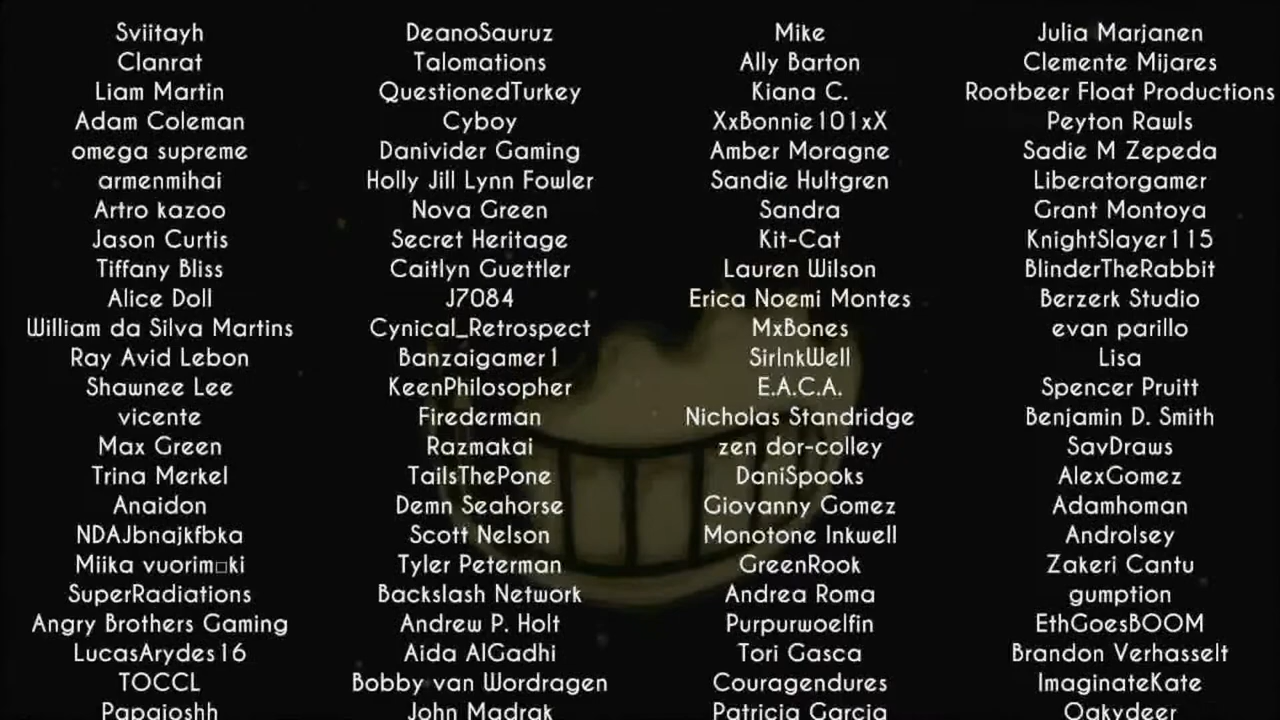 Sviitayh
Clanrat
Liam Martin
Adam Coleman
omega supreme
armenmihai
Artro kazoo
Jason Curtis
Tiffany Bliss
Alice Doll
William da Silva Martins
Ray Avid Lebon
Shawnee Lee
vicente
Max Green
Trina Merkel
Anaidon
NDAJbnajkfbka
Miika vuorim□ki
SuperRadiations
Angry Brothers Gaming
LucasArydes16
TOCCL
Papajoshh
DeanoSauruz
Talomations
QuestionedTurkey
Cyboy
Danivider Gaming
Holly Jill Lynn Fowler
Nova Green
Secret Heritage
Caitlyn Guettler
J7084
Cynical_Retrospect
Banzaigamer1
KeenPhilosopher
Firederman
Razmakai
TailsThePone
Demn Seahorse
Scott Nelson
Tyler Peterman
Backslash Network
Andrew P. Holt
Aida AlGadhi
Bobby van Wordragen
John Madrak
Mike
Ally Barton
Kiana C.
XxBonnie101xX
Amber Moragne
Sandie Hultgren
Sandra
Kit-Cat
Lauren Wilson
Erica Noemi Montes
MxBones
SirInkWell
E.A.C.A.
Nicholas Standridge
zen dor-colley
DaniSpooks
Giovanny Gomez
Monotone Inkwell
GreenRook
Andrea Roma
Purpurwoelfin
Tori Gasca
Couragendures
Patricia Garcia
Julia Marjanen
Clemente Mijares
Rootbeer Float Productions
Peyton Rawls
Sadie M Zepeda
Liberatorgamer
Grant Montoya
KnightSlayer115
BlinderTheRabbit
Berzerk Studio
evan parillo
Lisa
Spencer Pruitt
Benjamin D. Smith
SavDraws
AlexGomez
Adamhoman
Androlsey
Zakeri Cantu
gumption
EthGoesBOOM
Brandon Verhasselt
ImaginateKate
Oakydeer